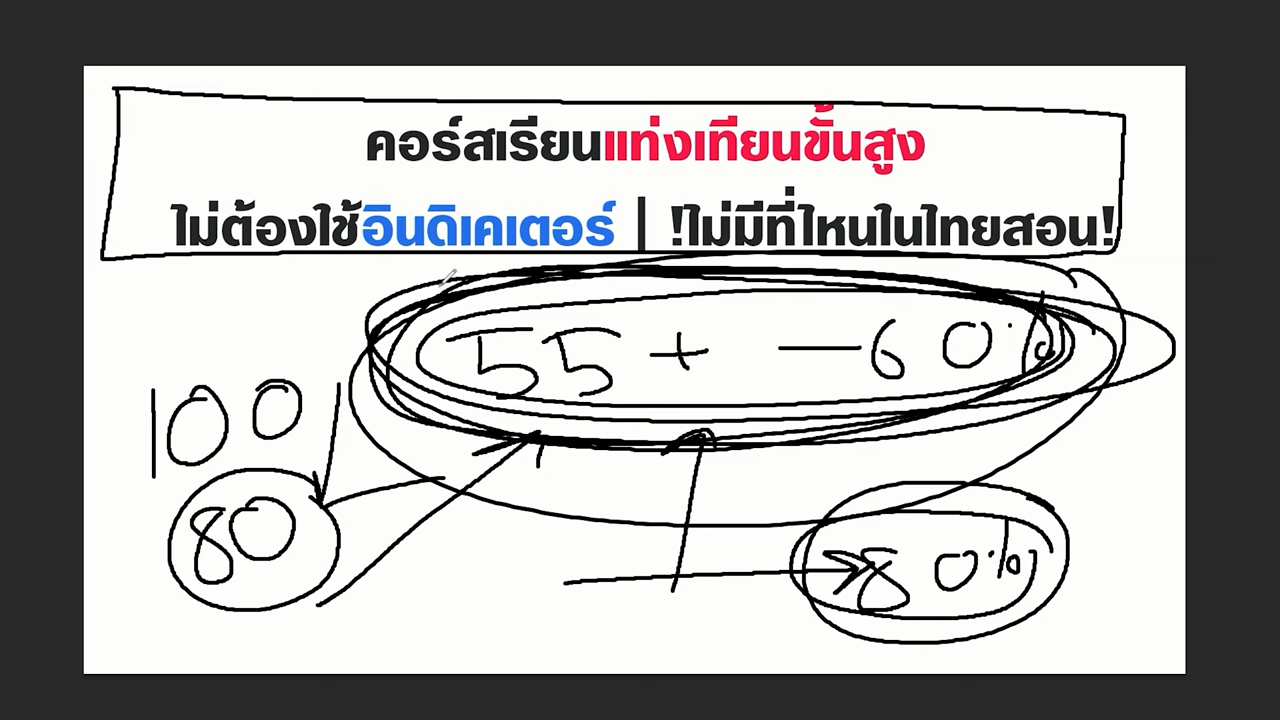 คอร์สเรียนแท่งเทียนขั้นสูง
ไม่ต้องใช้อินดิเคเตอร์ | !ไม่มีที่ไหนในไทยสอน!
55 + - 60%
100
80
80%